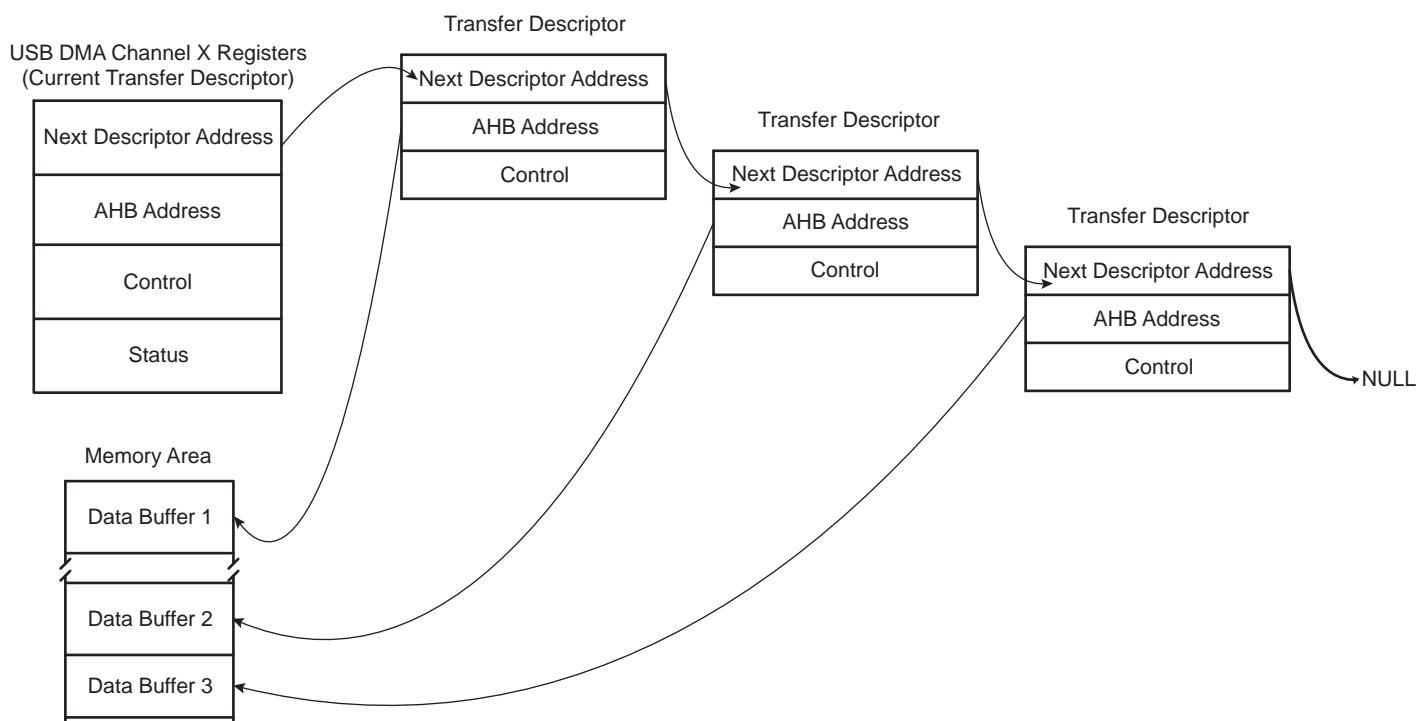 USB DMA Channel X Registers
(Current Transfer Descriptor)
Next Descriptor Address
AHB Address
Control
Status
Transfer Descriptor
Next Descriptor Address
AHB Address
Control
Transfer Descriptor
Next Descriptor Address
AHB Address
Control
Transfer Descriptor
Next Descriptor Address
AHB Address
Control
NULL
Memory Area
Data Buffer 1
Data Buffer 2
Data Buffer 3